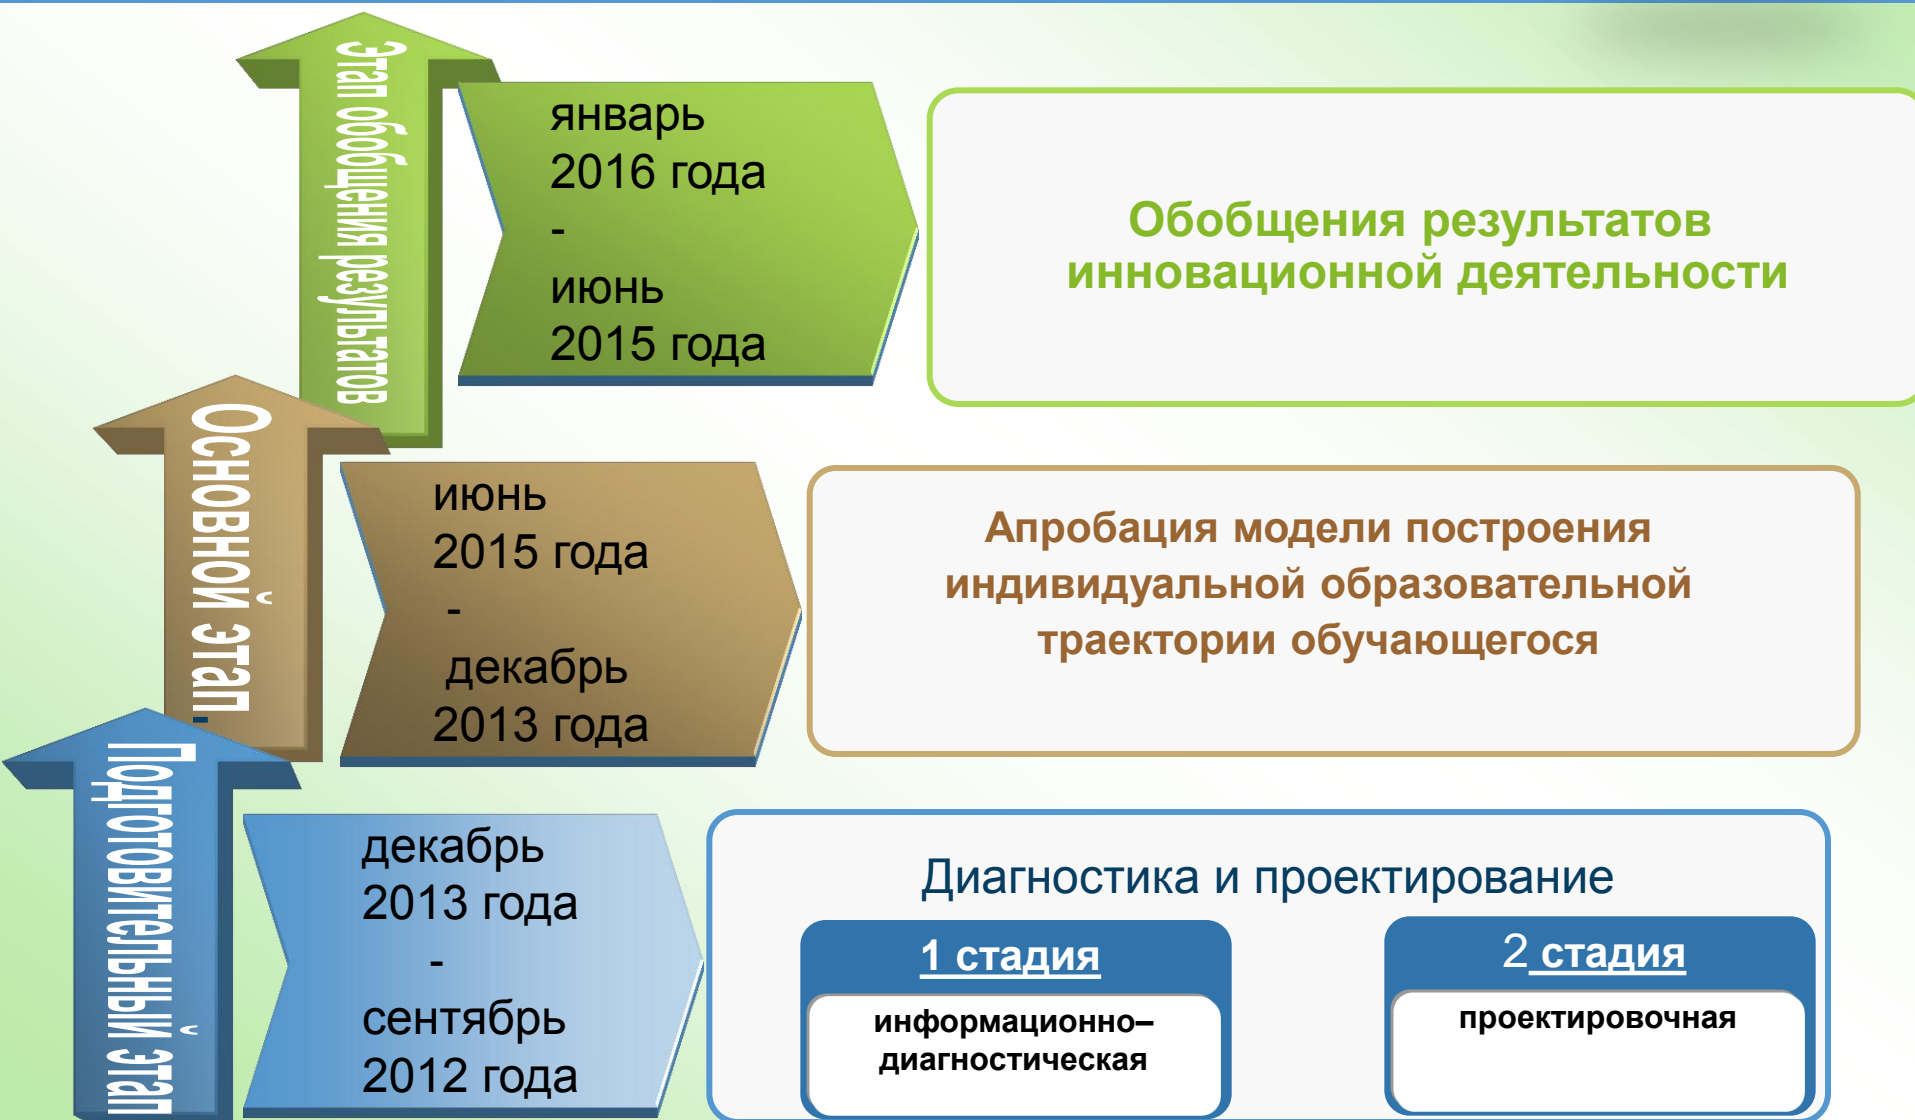 Этап обобщения результатов
январь
2016 года
-
июнь
2015 года
Обобщения результатов
инновационной деятельности
Основной этап.
июнь
2015 года
-
декабрь
2013 года
Апробация модели построения
индивидуальной образовательной
траектории обучающегося
Подготовительный этап
декабрь
2013 года
-
сентябрь
2012 года
Диагностика и проектирование
1 стадия
информационно–
диагностическая
2 стадия
проектировочная